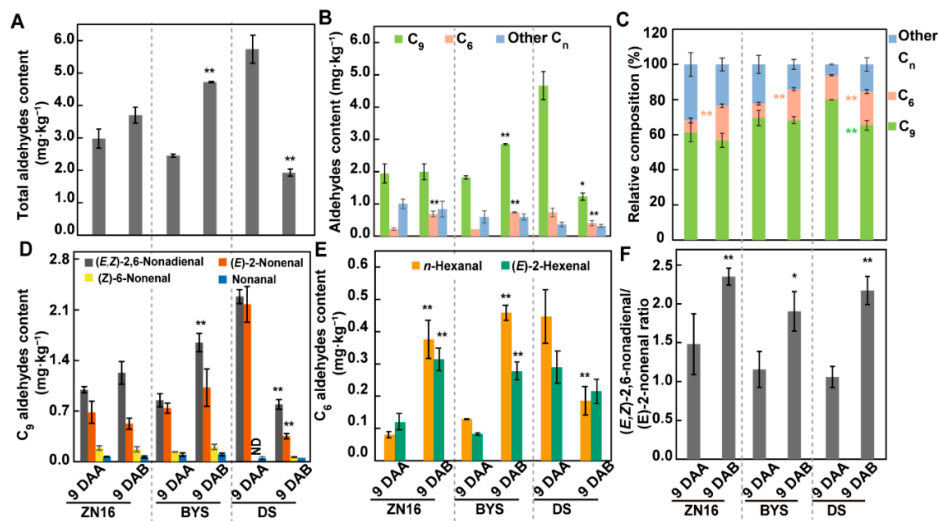 A
Total aldehydes content
(mg·kg⁻¹)
6.0
5.0
4.0
3.0
2.0
1.0
0.0
**
**
B
Aldehydes content (mg·kg⁻¹)
C₉ C₆ Other Cₙ
6.0
5.0
4.0
3.0
2.0
1.0
0.0
**
**
**
*
**
C
Relative composition (%)
120
100
80
60
40
20
0
**
**
**
**
Other
Cₙ
C₆
C₉
D
C₉ aldehydes content
(mg·kg⁻¹)
(E,Z)-2,6-Nonadienal (E)-2-Nonenal
(Z)-6-Nonenal Nonanal
2.8
2.1
1.4
0.7
0.0
**
ND
**
**
9 DAA 9 DAB 9 DAA 9 DAB 9 DAA 9 DAB
ZN16 BYS DS
E
C₆ aldehydes content
(mg·kg⁻¹)
n-Hexanal (E)-2-Hexenal
0.6
0.5
0.4
0.3
0.2
0.1
0.0
**
**
**
**
**
9 DAA 9 DAB 9 DAA 9 DAB 9 DAA 9 DAB
ZN16 BYS DS
F
(E,Z)-2,6-nonadienal/
(E)-2-nonenal ratio
2.5
2.0
1.5
1.0
0.0
**
*
**
9 DAA 9 DAB 9 DAA 9 DAB 9 DAA 9 DAB
ZN16 BYS DS